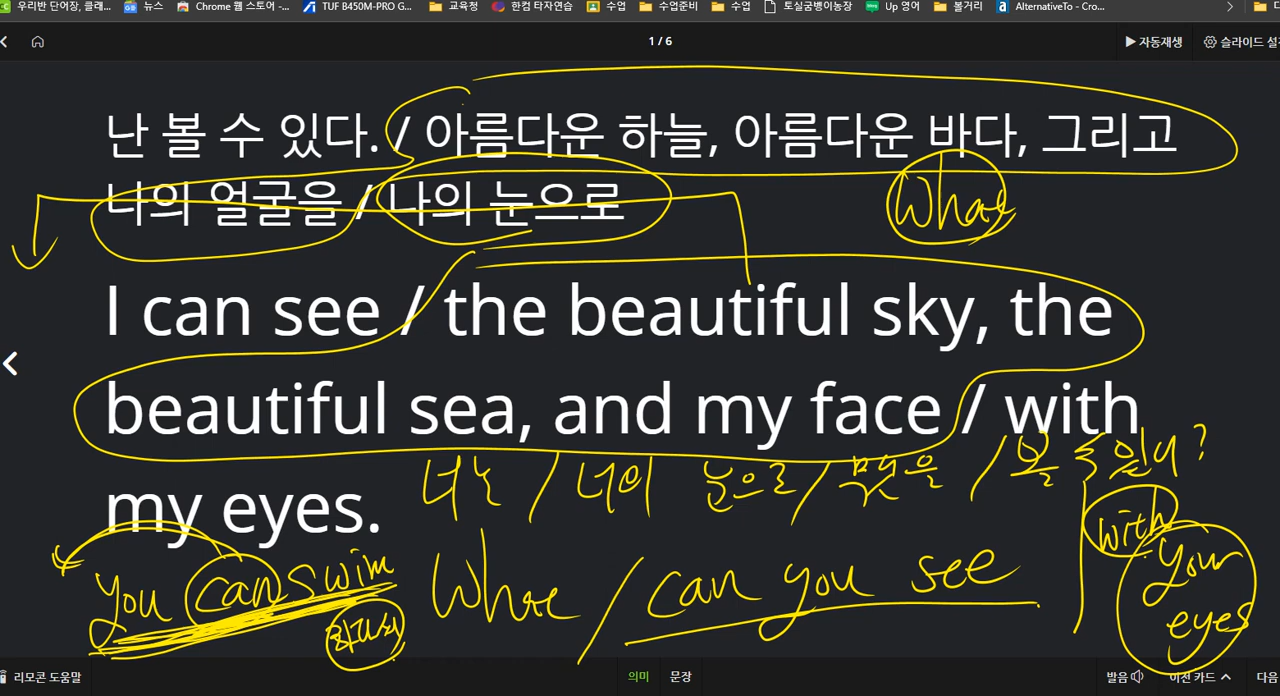 우리반 단어장, 클래... 뉴스 Chrome 웹 스토어 -... TUF B450M-PRO G... 교육청 한컴 타자연습 수업 수업준비 수업 토실굼뱅이농장 Up 영어 볼거리 AlternativeTo - Cro...
1 / 6
자동재생 슬라이드 설정
난 볼 수 있다. / 아름다운 하늘, 아름다운 바다, 그리고
나의 얼굴을 / 나의 눈으로
What
I can see / the beautiful sky, the
beautiful sea, and my face / with
my eyes.
너는 / 너의 눈으로 / 무엇을 / 볼 수 있니?
You can swim
Whre / can you see
with
your
eyes
리모콘 도움말 의미 문장 발음 이전 카드 다음